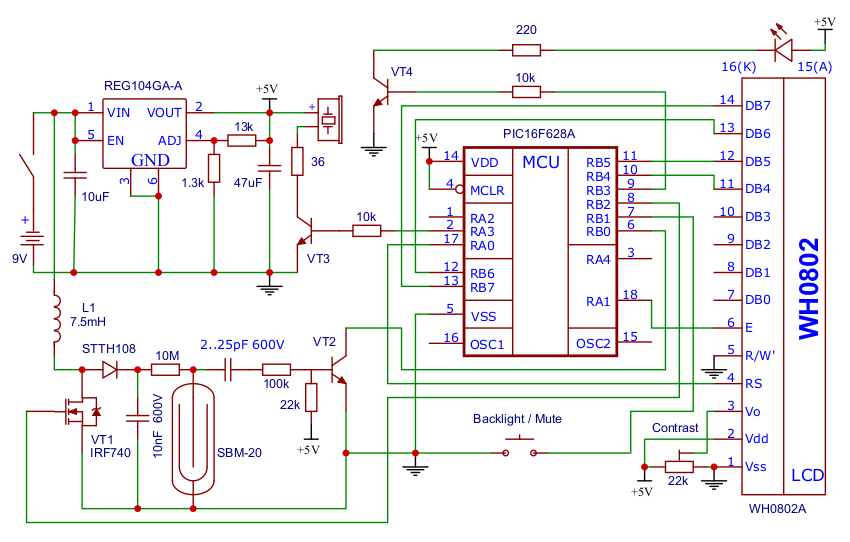 220
+5V
16(K) 15(A)
VT4
REG104GA-A
+5V
10k
1 VIN VOUT 2
5 EN ADJ 4
GND
3 6
13k
+
1.3k
47uF
36
10uF
+
9V
10k
VT3
+5V
PIC16F628A
MCU
14 VDD
4 MCLR
1 RA2
2 RA3
17 RA0
12 RB6
13 RB7
5 VSS
16 OSC1
RB5 11
RB4 10
RB3 9
RB2 8
RB1 7
RB0 6
RA4 3
RA1 18
OSC2 15
14 DB7
13 DB6
12 DB5
11 DB4
10 DB3
9 DB2
8 DB1
7 DB0
6 E
5 R/W'
4 RS
3 Vo
2 Vdd
1 Vss
WH0802
LCD
WH0802A
L1
7.5mH
STTH108
10M
2..25pF 600V
VT2
100k
22k
+5V
VT1
IRF740
10nF 600V
SBM-20
Backlight / Mute
Contrast
22k
+5V